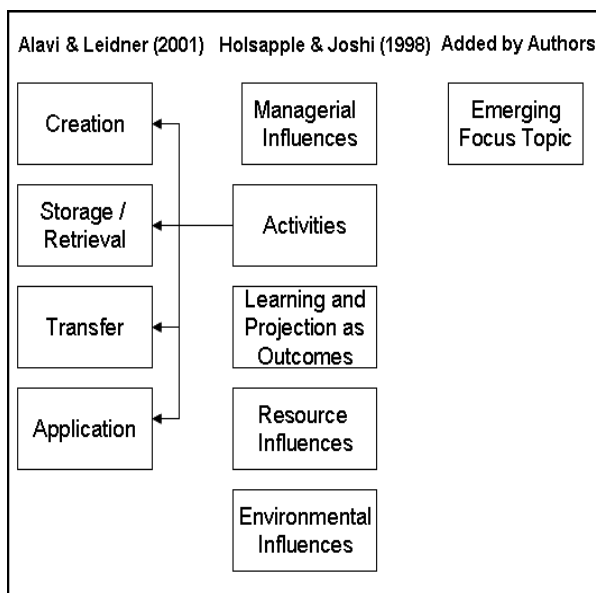 Alavi & Leidner (2001)
Holsapple & Joshi (1998)
Added by Authors
Creation
Storage /
Retrieval
Transfer
Application
Managerial
Influences
Activities
Learning and
Projection as
Outcomes
Resource
Influences
Environmental
Influences
Emerging
Focus Topic